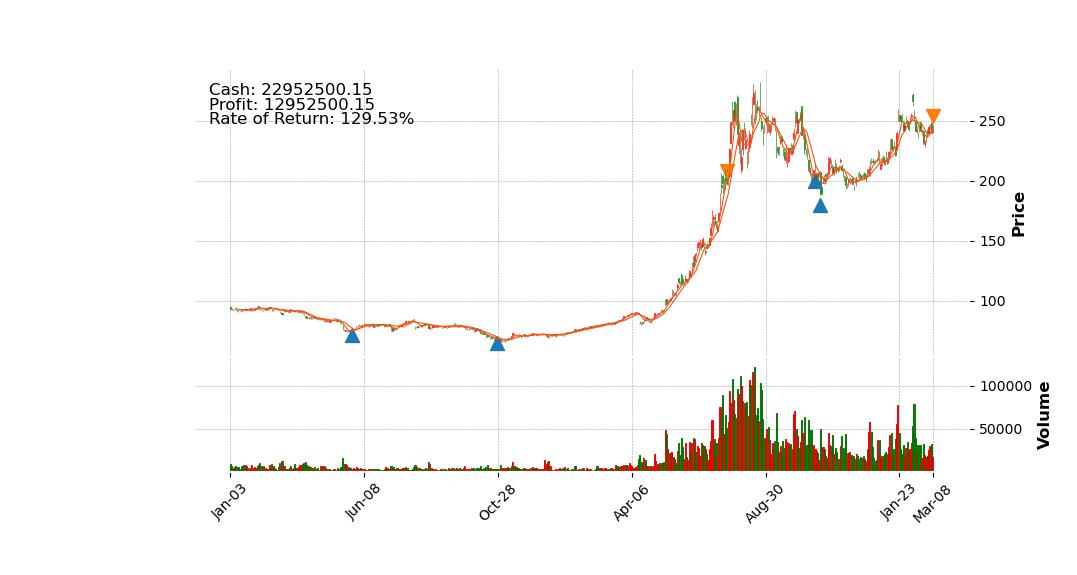 Cash: 22952500.15
Profit: 12952500.15
Rate of Return: 129.53%
250
200
150
100
Price
100000
50000
Volume
Jan-03
Jun-08
Oct-28
Apr-06
Aug-30
Jan-23
Mar-08